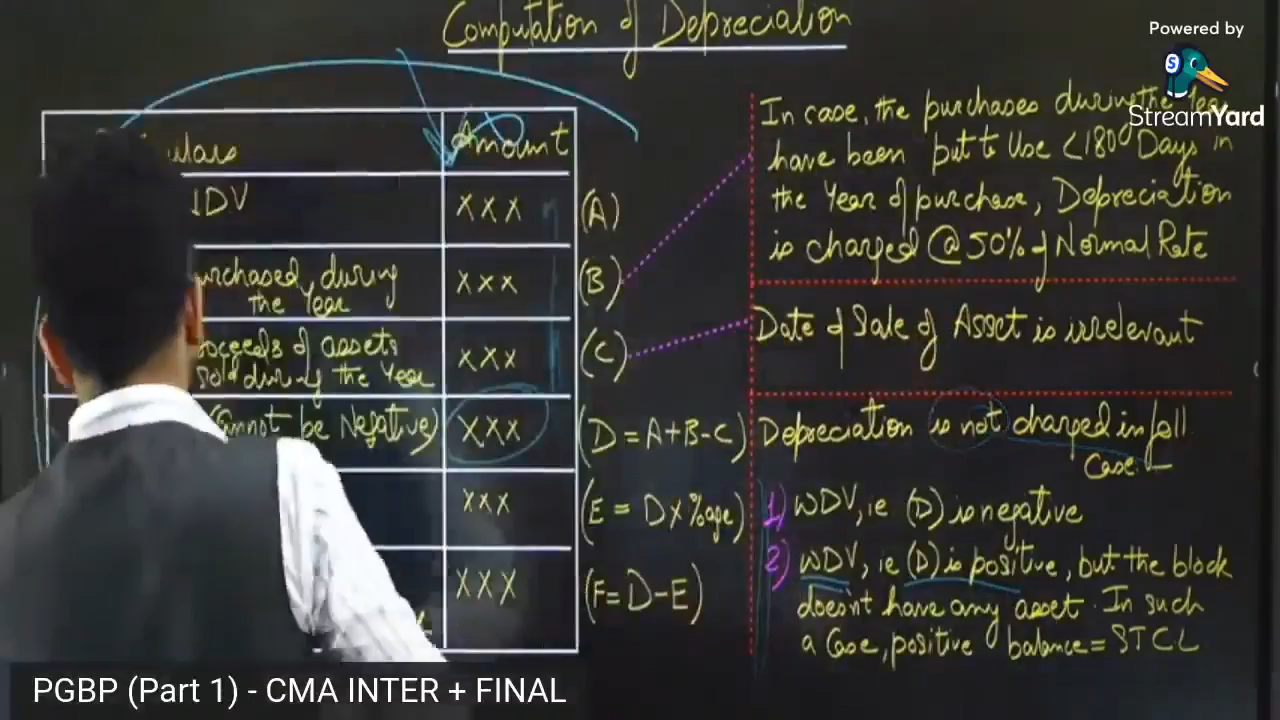 Computation of Depreciation
Powered by
StreamYard
Amount
WDV
XXX
(A)
during
the Year
XXX
(B)
of assets
sold during the Year
XXX
(C)
(Cannot be Negative)
XXX
(D = A+B-C)
XXX
(E = D x %age)
XXX
(F = D-E)
In case, the purchases during the Year
have been put to Use <180 Days in
the Year of purchase, Depreciation
is charged @ 50% of Normal Rate
Date of Sale of Asset is irrelevant
Depreciation is not charged in foll.
Case:-
1) WDV, ie (D) is negative
2) WDV, ie (D) is positive, but the block
doesn't have any asset. In such
a Case, positive balance = STCL
PGBP (Part 1) - CMA INTER + FINAL